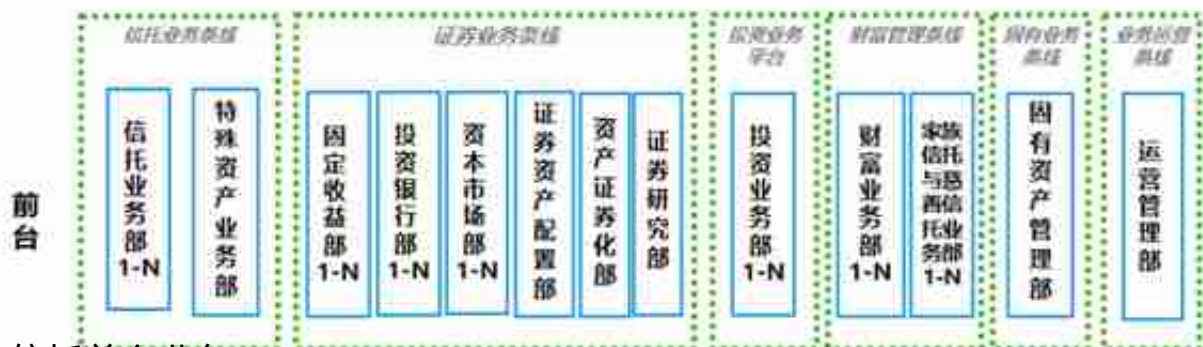 信托业务条线
证券业务条线
投资业务
平台
财富管理条线
固有业务
条线
业务运营
条线
前台
信托业务部
1-N
特殊资产业务部
固定收益部
1-N
投资银行部
1-N
资本市场部
1-N
证券资产配置部
资产证券化部
证券研究部
投资业务部
1-N
财富业务部
1-N
家族信托与慈善信托业务部
1-N
固有资产管理部
运营管理部